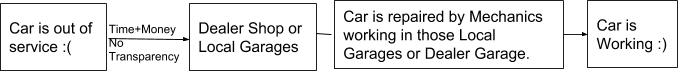 Car is out of
service :(
Time+Money
No
Transparency
Dealer Shop or
Local Garages
Car is repaired by Mechanics
working in those Local
Garages or Dealer Garage.
Car is
Working :)